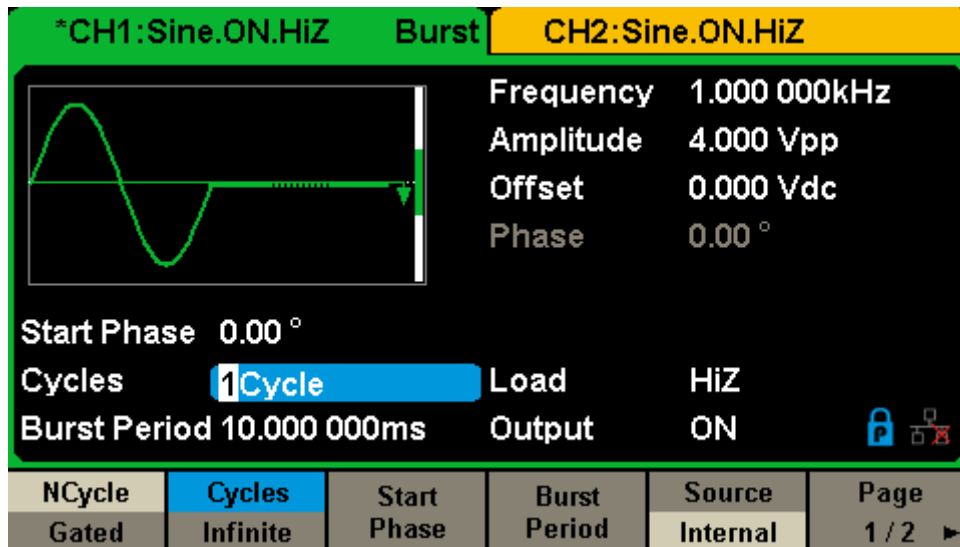 *CH1:Sine.ON.HiZ Burst CH2:Sine.ON.HiZ
Frequency 1.000 000kHz
Amplitude 4.000 Vpp
Offset 0.000 Vdc
Phase 0.00 °
Start Phase 0.00 °
Cycles 1Cycle Load HiZ
Burst Period 10.000 000ms Output ON P
NCycle Cycles Start Burst Source Page
Gated Infinite Phase Period Internal 1/2 ►